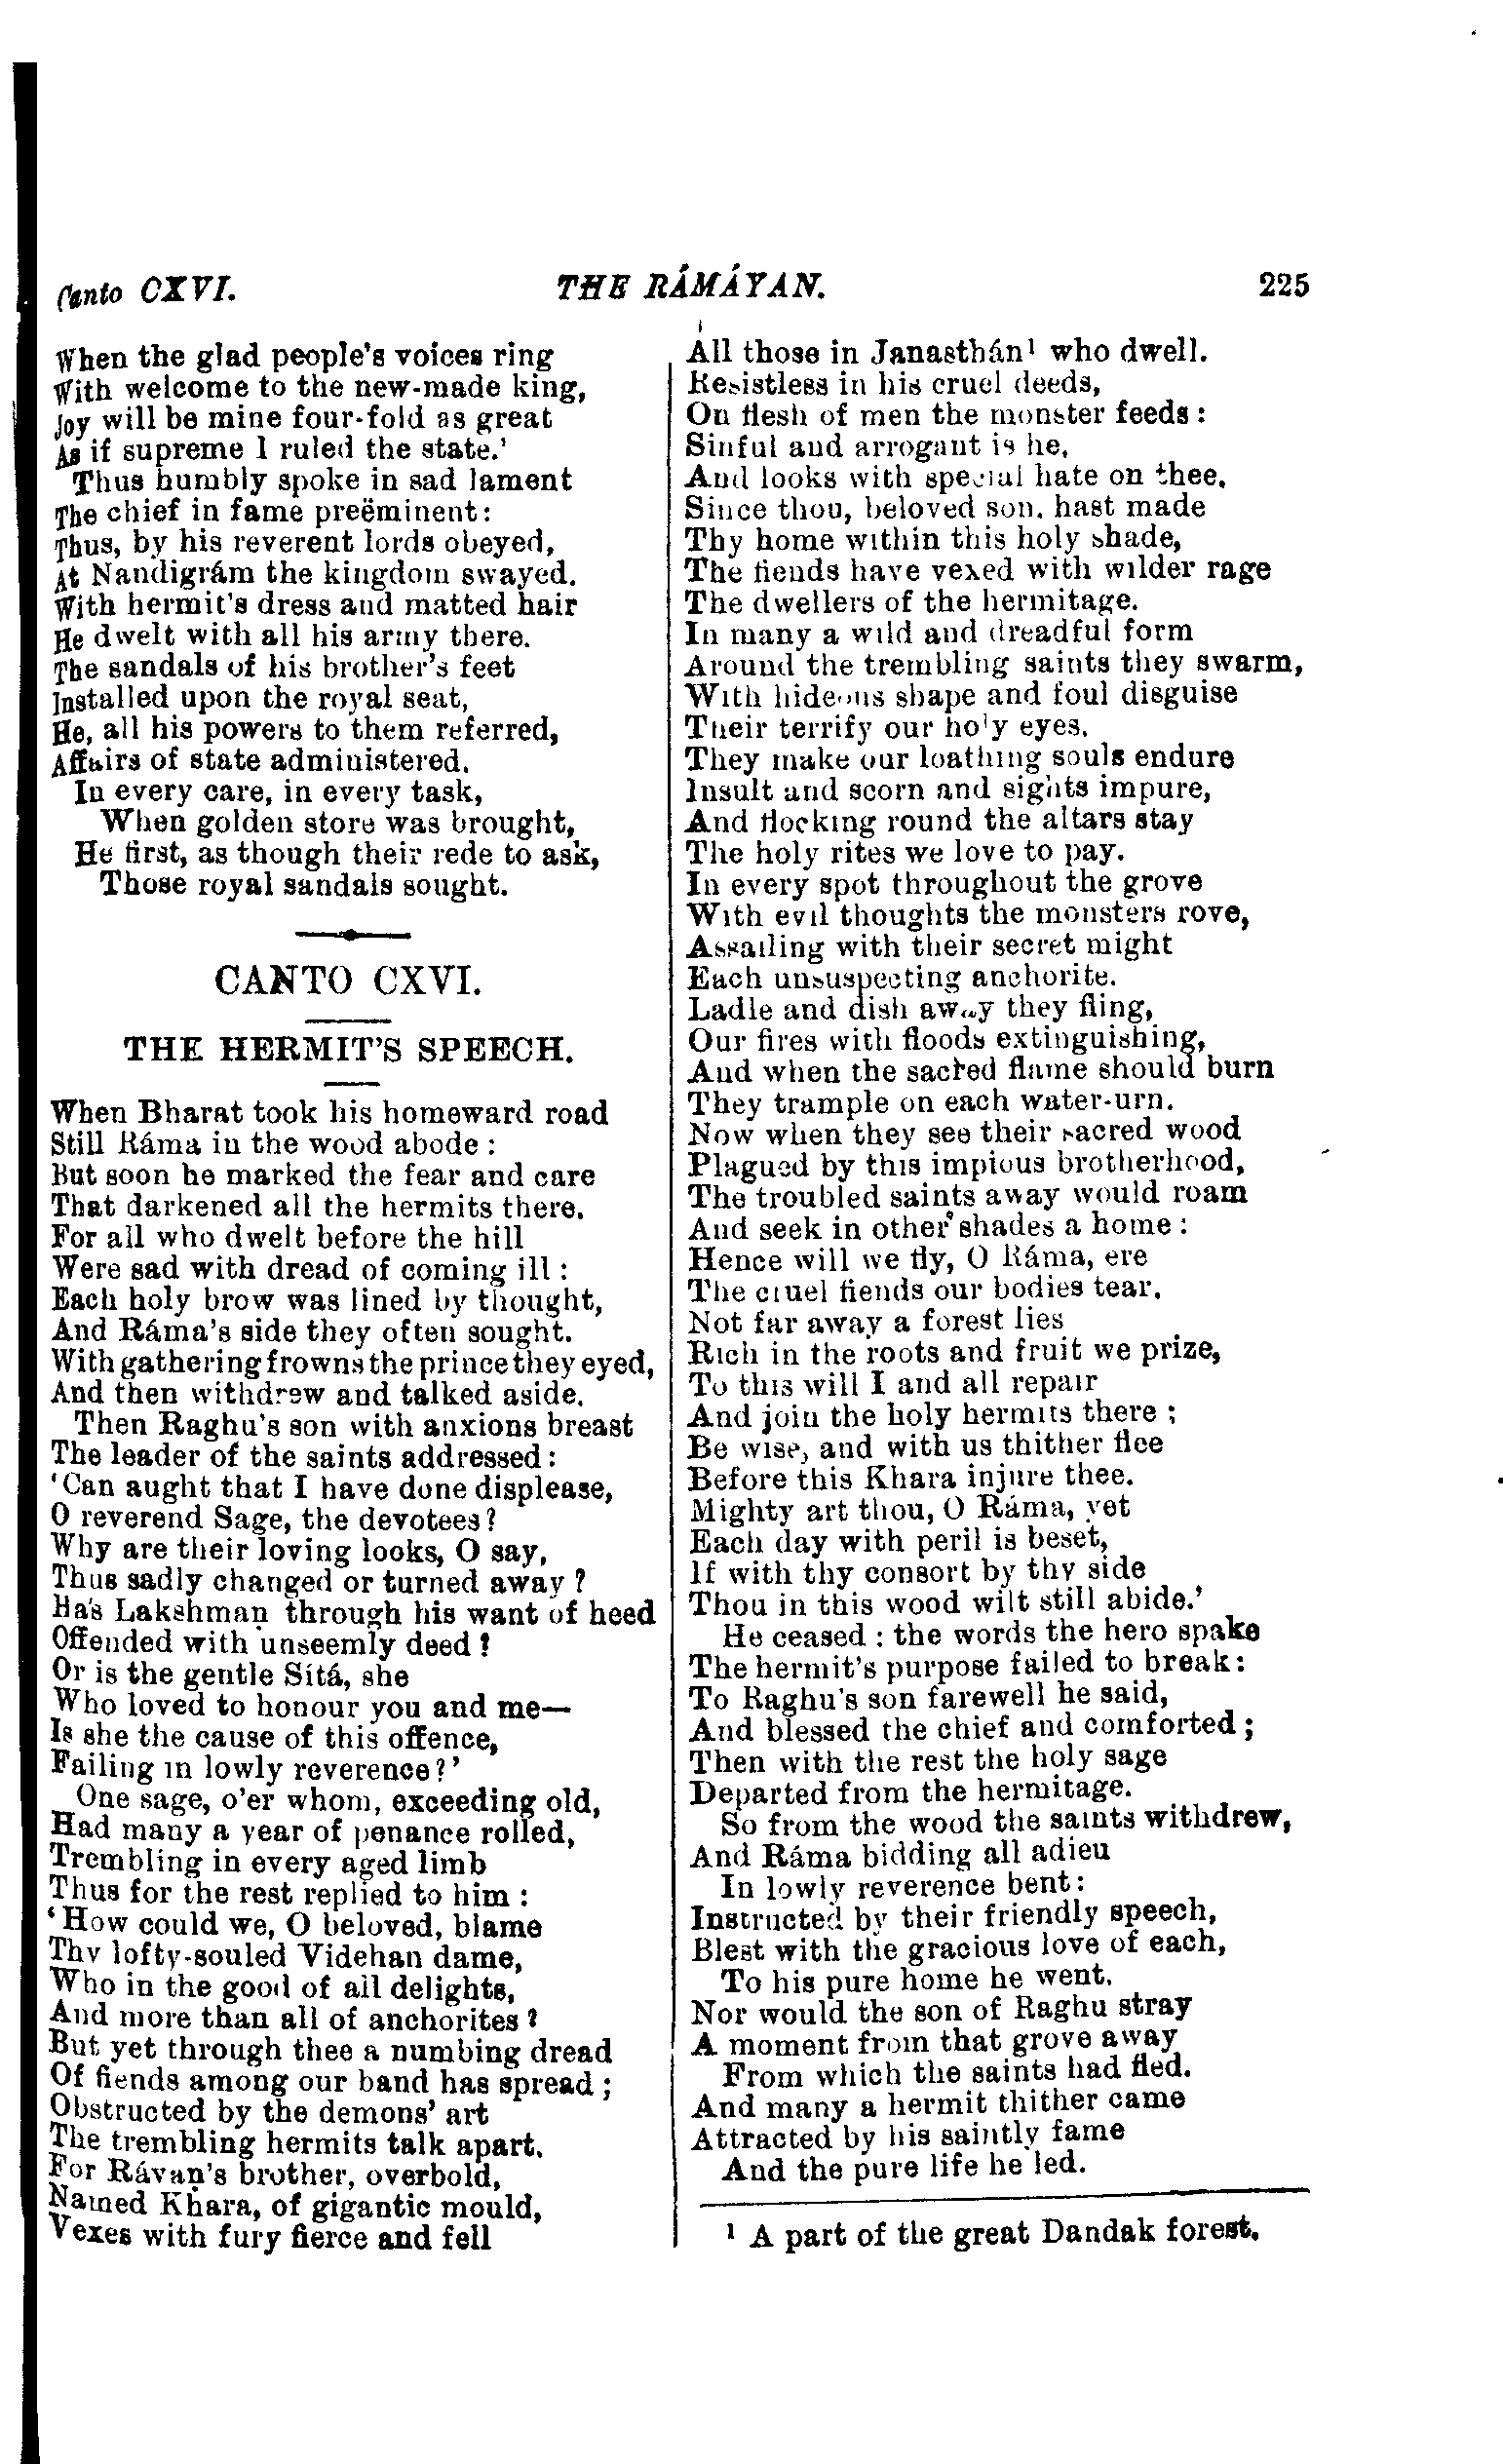 Canto CXVI.
THE RÁMÁYAN.
225
When the glad people's voices ring
With welcome to the new-made king,
Joy will be mine four-fold as great
As if supreme I ruled the state.'
Thus humbly spoke in sad lament
The chief in fame preëminent:
Thus, by his reverent lords obeyed,
At Nandigrám the kingdom swayed.
With hermit's dress and matted hair
He dwelt with all his army there.
The sandals of his brother's feet
Installed upon the royal seat,
He, all his powers to them referred,
Affairs of state administered.
In every care, in every task,
When golden store was brought,
He first, as though their rede to ask,
Those royal sandals sought.
CANTO CXVI.
THE HERMIT'S SPEECH.
When Bharat took his homeward road
Still Ráma in the wood abode:
But soon he marked the fear and care
That darkened all the hermits there.
For all who dwelt before the hill
Were sad with dread of coming ill:
Each holy brow was lined by thought,
And Ráma's side they often sought.
With gathering frowns the prince they eyed,
And then withdrew and talked aside.
Then Raghu's son with anxions breast
The leader of the saints addressed:
'Can aught that I have done displease,
O reverend Sage, the devotees?
Why are their loving looks, O say,
Thus sadly changed or turned away?
Has Lakshman through his want of heed
Offended with unseemly deed?
Or is the gentle Sítá, she
Who loved to honour you and me—
Is she the cause of this offence,
Failing in lowly reverence?'
One sage, o'er whom, exceeding old,
Had many a year of penance rolled,
Trembling in every aged limb
Thus for the rest replied to him:
'How could we, O beloved, blame
Thy lofty-souled Videhan dame,
Who in the good of all delights,
And more than all of anchorites?
But yet through thee a numbing dread
Of fiends among our band has spread;
Obstructed by the demons' art
The trembling hermits talk apart.
For Rávaṇ's brother, overbold,
Named Khara, of gigantic mould,
Vexes with fury fierce and fell
All those in Janasthán¹ who dwell.
Resistless in his cruel deeds,
On flesh of men the monster feeds:
Sinful and arrogant is he,
And looks with special hate on thee.
Since thou, beloved son, hast made
Thy home within this holy shade,
The fiends have vexed with wilder rage
The dwellers of the hermitage.
In many a wild and dreadful form
Around the trembling saints they swarm,
With hideous shape and foul disguise
Their terrify our holy eyes.
They make our loathing souls endure
Insult and scorn and sights impure,
And flocking round the altars stay
The holy rites we love to pay.
In every spot throughout the grove
With evil thoughts the monsters rove,
Assailing with their secret might
Each unsuspecting anchorite.
Ladle and dish away they fling,
Our fires with floods extinguishing,
And when the sacred flame should burn
They trample on each water-urn.
Now when they see their sacred wood
Plagued by this impious brotherhood,
The troubled saints away would roam
And seek in other shades a home:
Hence will we fly, O Ráma, ere
The cruel fiends our bodies tear.
Not far away a forest lies
Rich in the roots and fruit we prize,
To this will I and all repair
And join the holy hermits there;
Be wise, and with us thither flee
Before this Khara injure thee.
Mighty art thou, O Ráma, yet
Each day with peril is beset,
If with thy consort by thy side
Thou in this wood wilt still abide.'
He ceased: the words the hero spake
The hermit's purpose failed to break:
To Raghu's son farewell he said,
And blessed the chief and comforted;
Then with the rest the holy sage
Departed from the hermitage.
So from the wood the saints withdrew,
And Ráma bidding all adieu
In lowly reverence bent:
Instructed by their friendly speech,
Blest with the gracious love of each,
To his pure home he went.
Nor would the son of Raghu stray
A moment from that grove away
From which the saints had fled.
And many a hermit thither came
Attracted by his saintly fame
And the pure life he led.
¹ A part of the great Dandak forest.